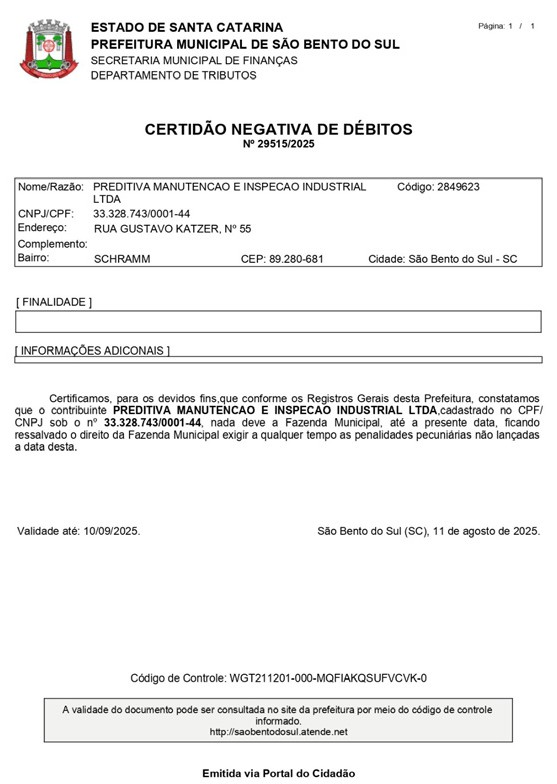 ESTADO DE SANTA CATARINA
Página: 1 / 1
PREFEITURA MUNICIPAL DE SÃO BENTO DO SUL
SECRETARIA MUNICIPAL DE FINANÇAS
DEPARTAMENTO DE TRIBUTOS
CERTIDÃO NEGATIVA DE DÉBITOS
Nº 29515/2025
Nome/Razão: PREDITIVA MANUTENCAO E INSPECAO INDUSTRIAL LTDA Código: 2849623
CNPJ/CPF: 33.328.743/0001-44
Endereço: RUA GUSTAVO KATZER, Nº 55
Complemento:
Bairro: SCHRAMM CEP: 89.280-681 Cidade: São Bento do Sul - SC
[ FINALIDADE ]
[ INFORMAÇÕES ADICONAIS ]
Certificamos, para os devidos fins,que conforme os Registros Gerais desta Prefeitura, constatamos
que o contribuinte PREDITIVA MANUTENCAO E INSPECAO INDUSTRIAL LTDA,cadastrado no CPF/
CNPJ sob o nº 33.328.743/0001-44, nada deve a Fazenda Municipal, até a presente data, ficando
ressalvado o direito da Fazenda Municipal exigir a qualquer tempo as penalidades pecuniárias não lançadas
a data desta.
Validade até: 10/09/2025. São Bento do Sul (SC), 11 de agosto de 2025.
Código de Controle: WGT211201-000-MQFIAKQSUFVCVK-0
A validade do documento pode ser consultada no site da prefeitura por meio do código de controle
informado.
http://saobentodosul.atende.net
Emitida via Portal do Cidadão